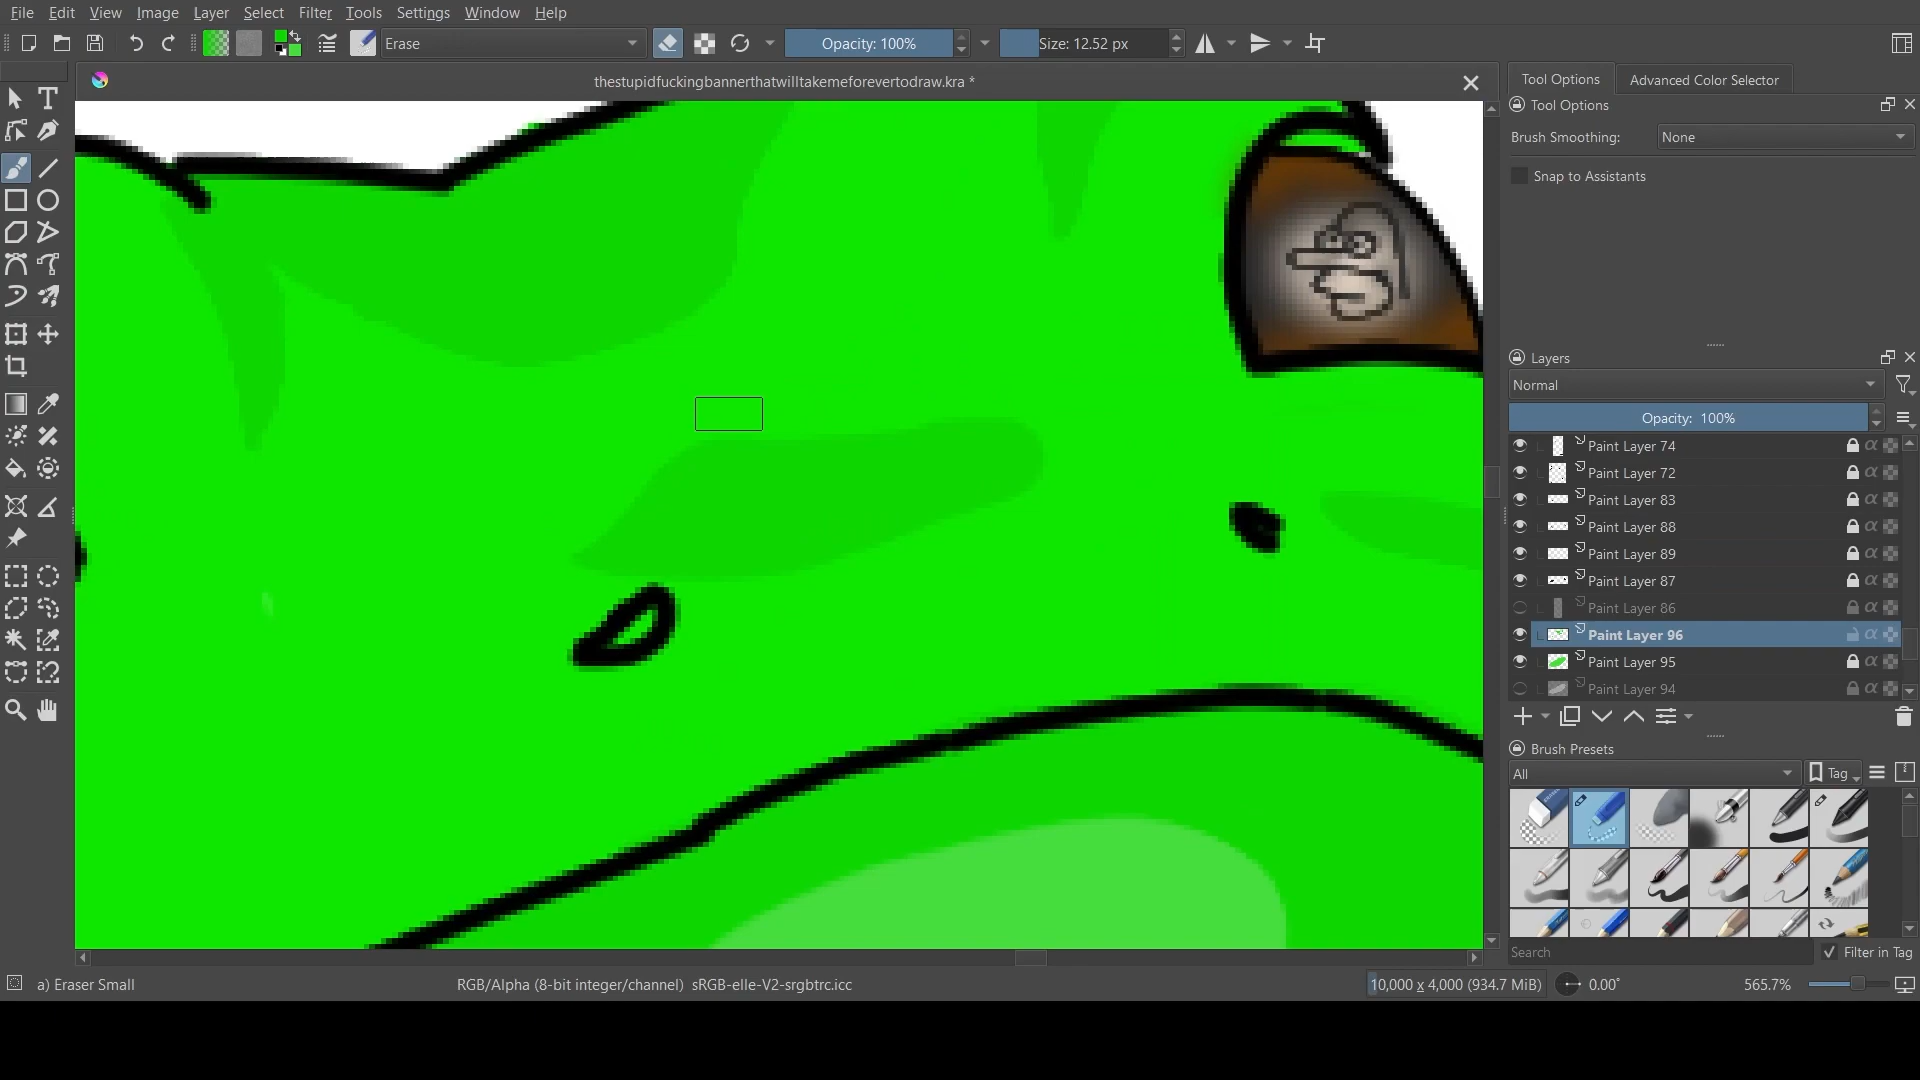 File Edit View Image Layer Select Filter Tools Settings Window Help
Erase Opacity: 100% Size: 12.52 px
thestupidfuckingbannerthatwilltakemeforevertodraw.kra *
Tool Options Advanced Color Selector
Tool Options
Brush Smoothing: None
Snap to Assistants
Layers
Normal
Opacity: 100%
Paint Layer 74
Paint Layer 72
Paint Layer 83
Paint Layer 88
Paint Layer 89
Paint Layer 87
Paint Layer 86
Paint Layer 96
Paint Layer 95
Paint Layer 94
Brush Presets
All Tag
Search Filter in Tag
a) Eraser Small RGB/Alpha (8-bit integer/channel) sRGB-elle-V2-srgbtrc.icc 10,000 x 4,000 (934.7 MiB) 0.00° 565.7%